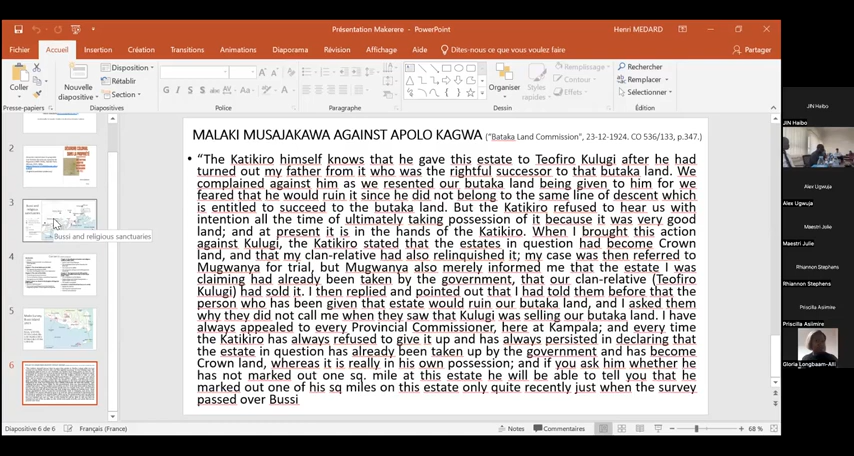 Présentation Makerere - PowerPoint
Henri MEDARD
Fichier
Accueil
Insertion
Création
Transitions
Animations
Diaporama
Révision
Affichage
Aide
Dites-nous ce que vous voulez faire
Partager
Coller
Presse-papiers
Nouvelle diapositive
Disposition
Rétablir
Section
Diapositives
Police
Paragraphe
Organiser
Styles rapides
Remplissage
Contour
Effets
Dessin
Rechercher
Remplacer
Sélectionner
Édition
2
3
4
5
6
Bussi and religious sanctuaries
MALAKI MUSAJAKAWA AGAINST APOLO KAGWA ("Bataka Land Commission", 23-12-1924. CO 536/133, p.347.)
• "The Katikiro himself knows that he gave this estate to Teofiro Kulugi after he had
turned out my father from it who was the rightful successor to that butaka land. We
complained against him as we resented our butaka land being given to him for we
feared that he would ruin it since he did not belong to the same line of descent which
is entitled to succeed to the butaka land. But the Katikiro refused to hear us with
intention all the time of ultimately taking possession of it because it was very good
land; and at present it is in the hands of the Katikiro. When I brought this action
against Kulugi, the Katikiro stated that the estates in question had become Crown
land, and that my clan-relative had also relinquished it; my case was then referred to
Mugwanya for trial, but Mugwanya also merely informed me that the estate I was
claiming had already been taken by the government, that our clan-relative (Teofiro
Kulugi) had sold it. I then replied and pointed out that I had told them before that the
person who has been given that estate would ruin our butaka land, and I asked them
why they did not call me when they saw that Kulugi was selling our butaka land. I have
always appealed to every Provincial Commissioner, here at Kampala; and every time
the Katikiro has always refused to give it up and has always persisted in declaring that
the estate in question has already been taken up by the government and has become
Crown land, whereas it is really in his own possession; and if you ask him whether he
has not marked out one sq. mile at this estate he will be able to tell you that he
marked out one of his sq miles on this estate only quite recently just when the survey
passed over Bussi
Diapositive 6 de 6
Français (France)
Notes
Commentaires
68 %
JIN Haibo
JIN Haibo
Alex Ugwuja
Alex Ugwuja
Maestri Julie
Maestri Julie
Rhiannon Stephens
Rhiannon Stephens
Priscilla Asiimire
Priscilla Asiimire